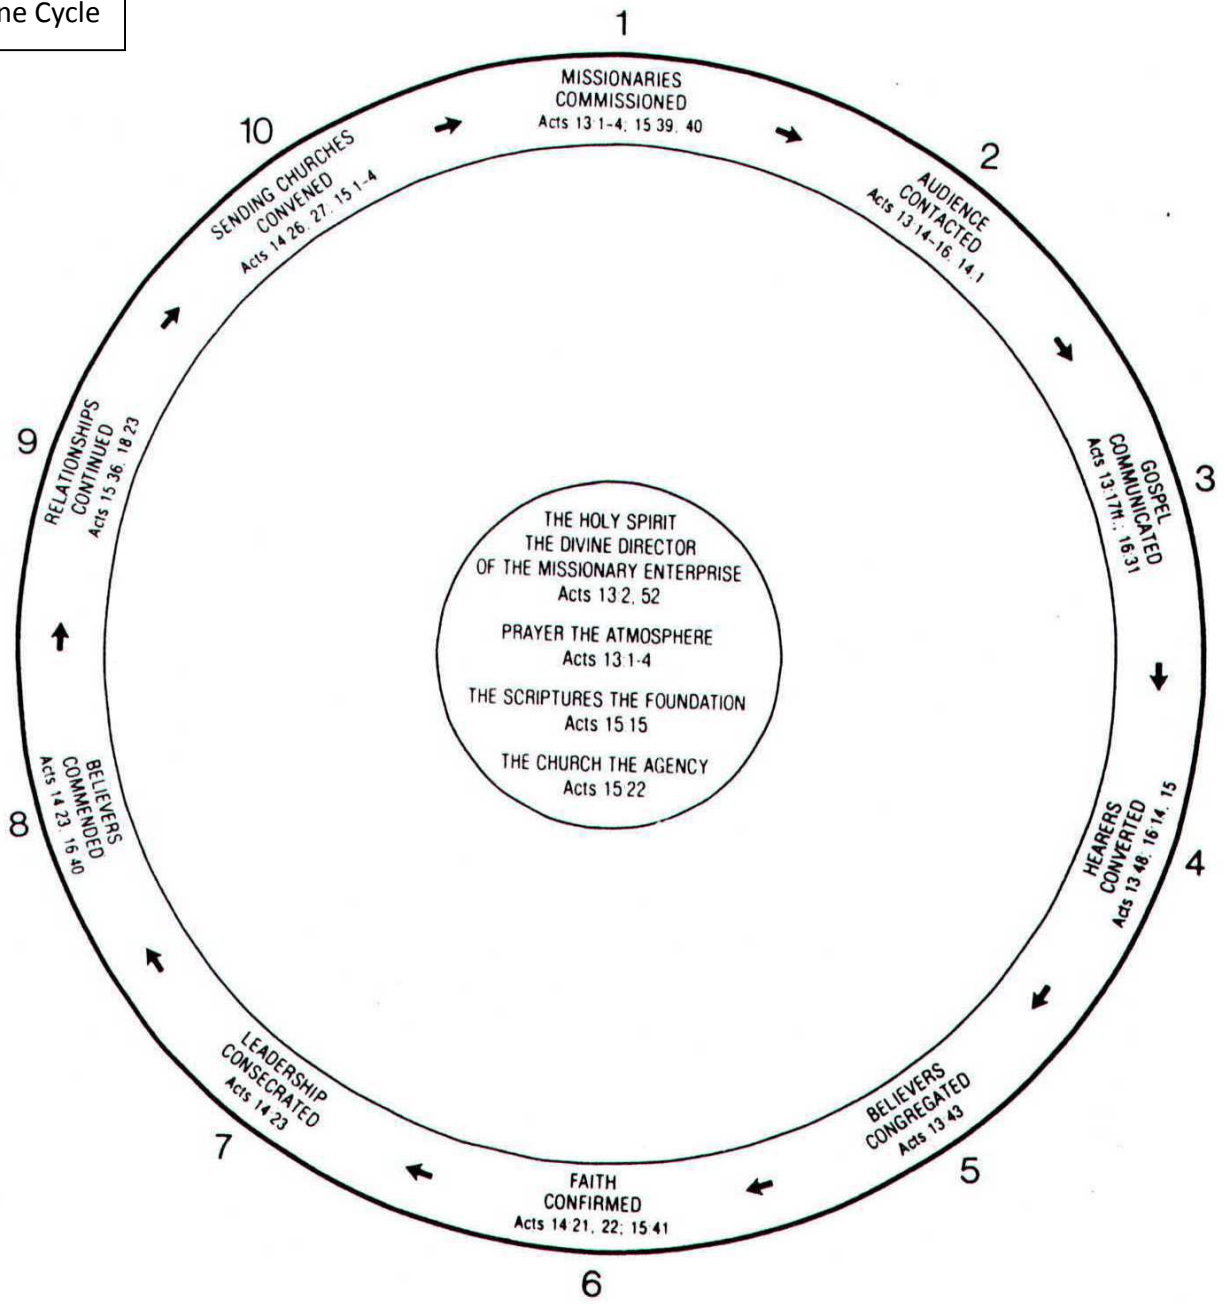 ne Cycle
1
MISSIONARIES
COMMISSIONED
Acts 13:1-4; 15:39, 40
2
AUDIENCE
CONTACTED
Acts 13:14-16, 14:1
3
GOSPEL
COMMUNICATED
Acts 13:17ff.; 16:31
4
HEARERS
CONVERTED
Acts 13:48; 16:14, 15
5
BELIEVERS
CONGREGATED
Acts 13:43
6
FAITH
CONFIRMED
Acts 14:21, 22; 15:41
7
LEADERSHIP
CONSECRATED
Acts 14:23
8
BELIEVERS
COMMENDED
Acts 14:23, 16:40
9
RELATIONSHIPS
CONTINUED
Acts 15:36, 18:23
10
SENDING CHURCHES
CONVENED
Acts 14:26, 27; 15:1-4
THE HOLY SPIRIT
THE DIVINE DIRECTOR
OF THE MISSIONARY ENTERPRISE
Acts 13:2, 52
PRAYER THE ATMOSPHERE
Acts 13:1-4
THE SCRIPTURES THE FOUNDATION
Acts 15:15
THE CHURCH THE AGENCY
Acts 15:22